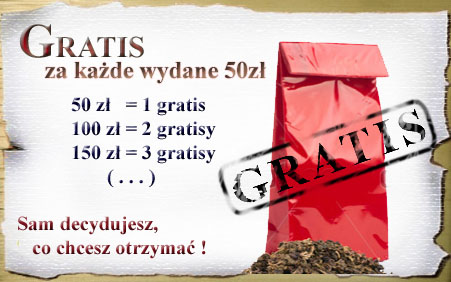 GRATIS
za każde wydane 50zł
50 zł = 1 gratis
100 zł = 2 gratisy
150 zł = 3 gratisy
( . . . )
GRATIS
Sam decydujesz,
co chcesz otrzymać !